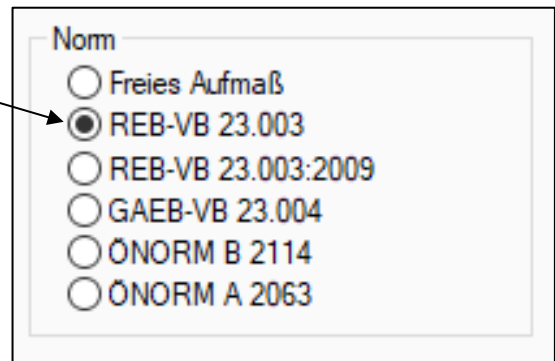 Norm
Freies Aufmaß
REB-VB 23.003
REB-VB 23.003:2009
GAEB-VB 23.004
ÖNORM B 2114
ÖNORM A 2063